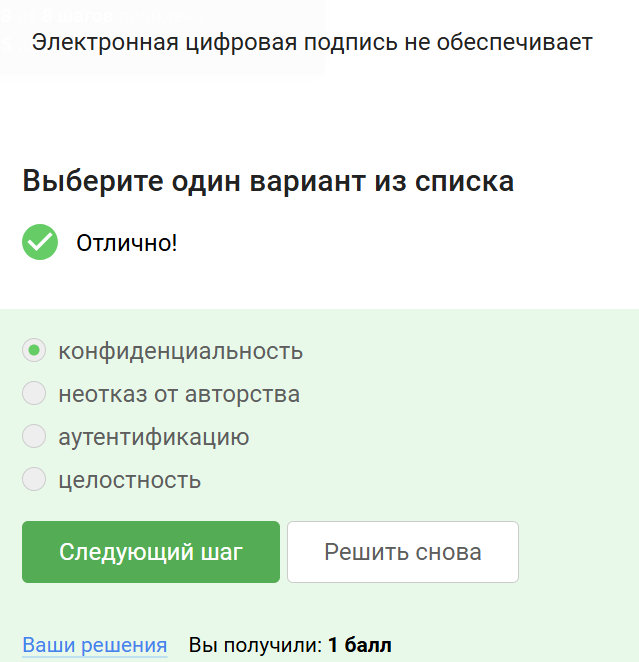 Электронная цифровая подпись не обеспечивает
Выберите один вариант из списка
Отлично!
конфиденциальность
неотказ от авторства
аутентификацию
целостность
Следующий шаг
Решить снова
Ваши решения Вы получили: 1 балл